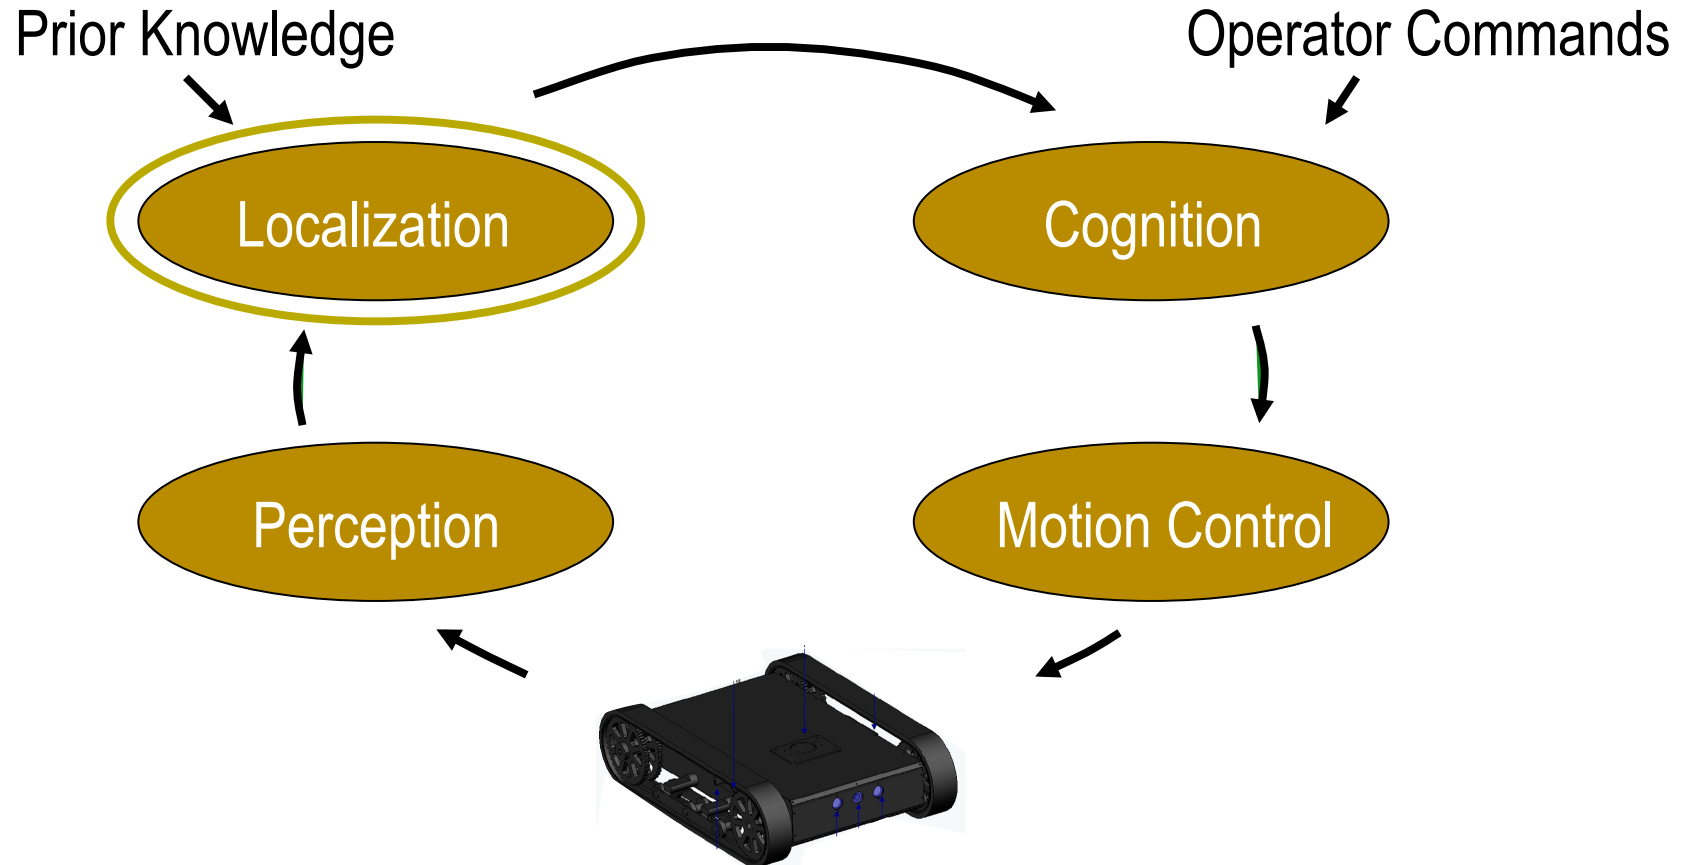 Prior Knowledge
Operator Commands
Localization
Cognition
Perception
Motion Control